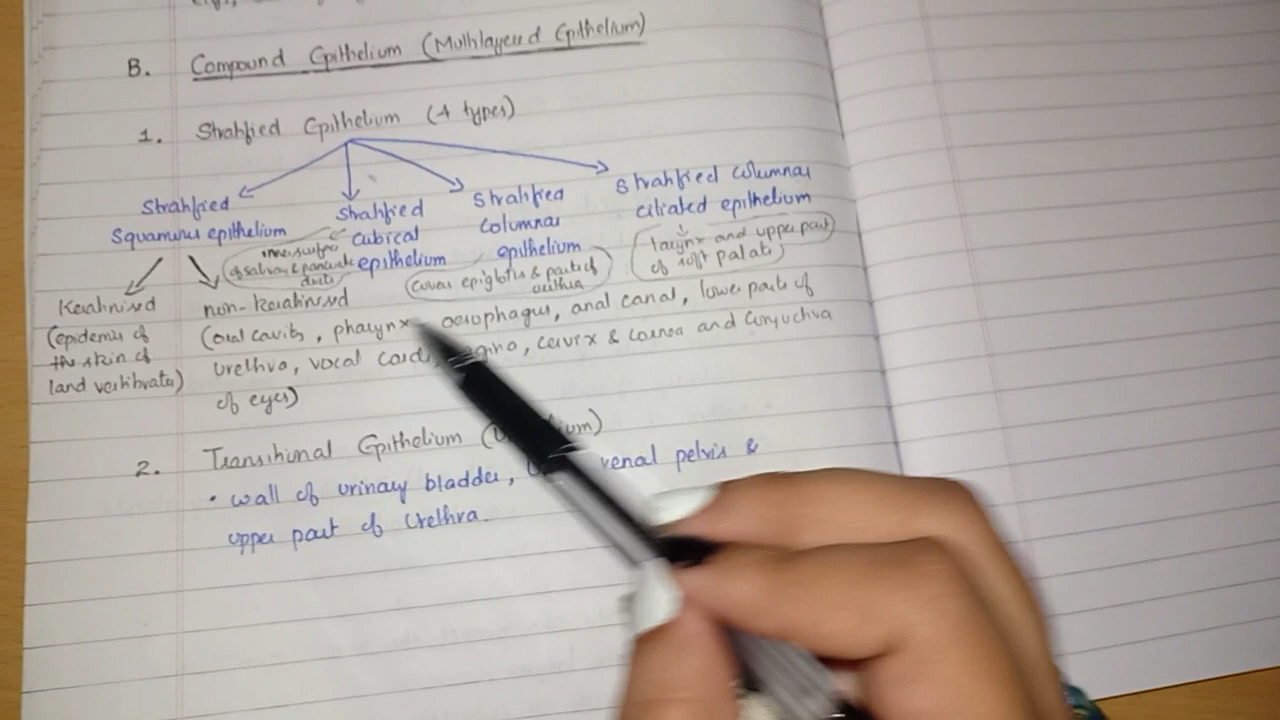 B. Compound Epithelium (Multilayered Epithelium)
1. Stratified Epithelium (4 types)
Stratified
Squamous epithelium
Stratified
Cubical
epithelium
inner surface
of salivary & pancreatic
ducts
Stratified
Columnar
epithelium
Covers epiglottis & parts of
urethra
Stratified columnar
ciliated epithelium
larynx and upper part
of soft palate
Keratinised
(epidermis of
the skin of
land vertibrates)
non-keratinised
(oral cavity, pharynx, oesophagus, anal canal, lower parts of
urethra, vocal cords, cervix & cornea and Conjuctiva
of eyes)
2. Transitional Epithelium
• wall of urinary bladder, renal pelvis &
upper part of Urethra.